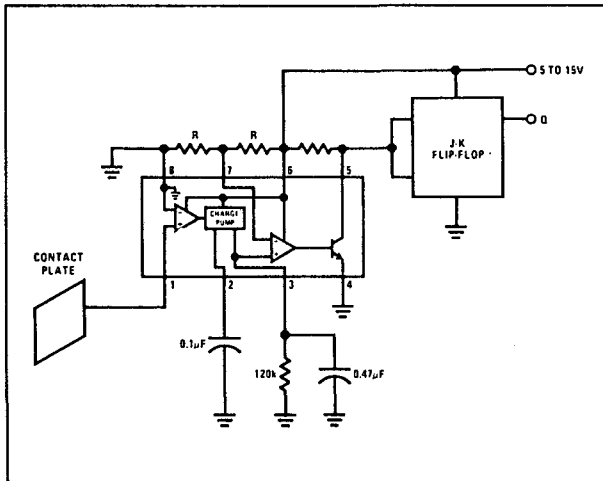 5 TO 15V
R R
Q
J-K
FLIP-FLOP
8 7 6 5
CHARGE
PUMP
CONTACT
PLATE
1 2 3 4
0.1µF
120k
0.47µF